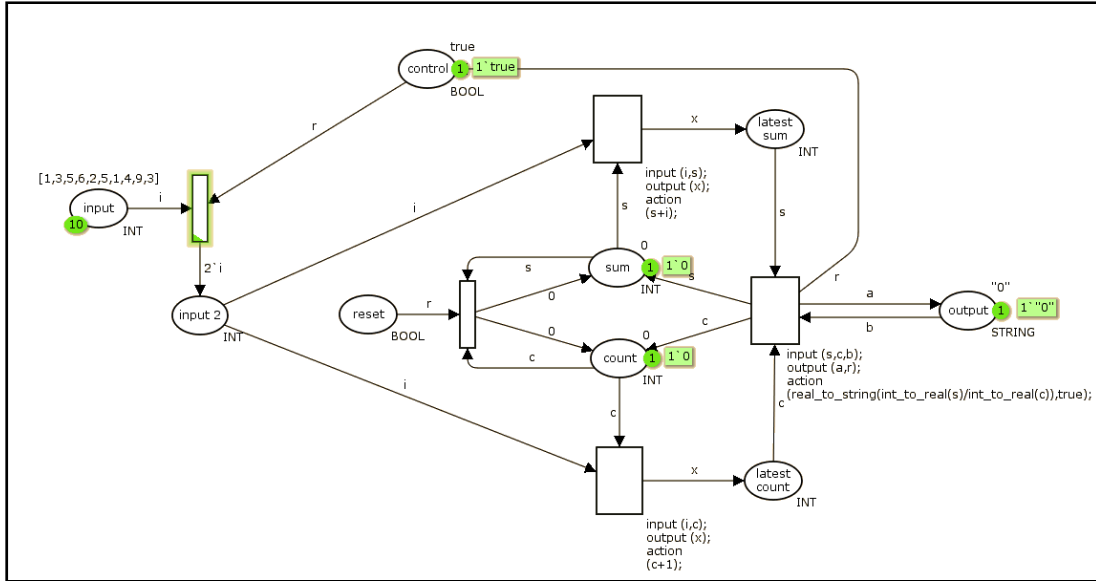 true
control
1
1`true
BOOL
r
[1,3,5,6,2,5,1,4,9,3]
input
10
INT
i
2`i
input 2
INT
i
i
input (i,s);
output (x);
action
(s+i);
x
latest
sum
INT
s
s
0
sum
1
1`0
INT
s
s
reset
BOOL
r
0
0
c
0
count
1
1`0
INT
c
c
r
a
b
"0"
output
1
1`"0"
STRING
input (s,c,b);
output (a,r);
action
(real_to_string(int_to_real(s)/int_to_real(c)),true);
c
x
latest
count
INT
input (i,c);
output (x);
action
(c+1);